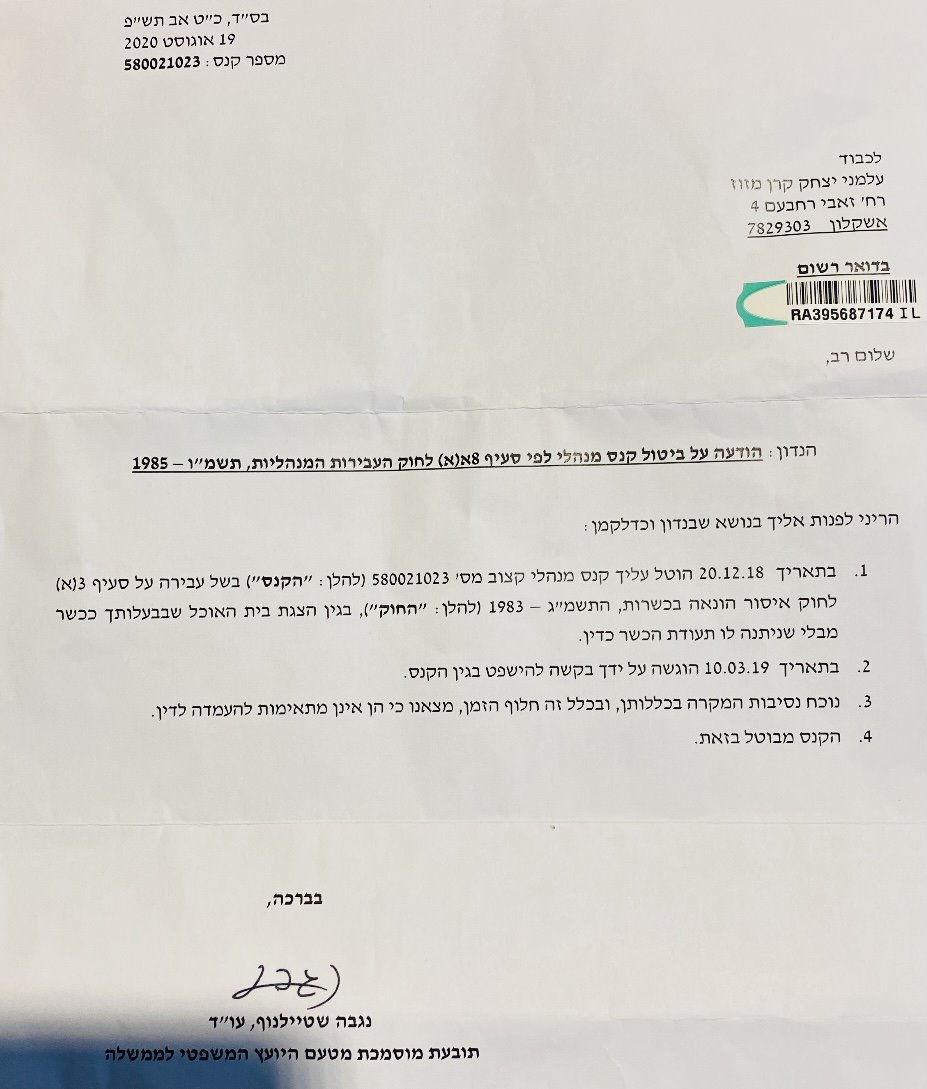 בס״ד, כ״ט אב תש״פ
19 אוגוסט 2020
מספר קנס: 580021023
לכבוד
עלמני יצחק קרן מזוז
רח׳ זאבי רחבעם 4
אשקלון 7829303
בדואר רשום
RA395687174 IL
שלום רב,
הנדון: הודעה על ביטול קנס מנהלי לפי סעיף 8א(א) לחוק העבירות המנהליות, תשמ״ו – 1985
הריני לפנות אליך בנושא שבנדון וכדלקמן:
1. בתאריך 20.12.18 הוטל עליך קנס מנהלי קצוב מס׳ 580021023 (להלן: ״הקנס״) בשל עבירה על סעיף 3(א)
לחוק איסור הונאה בכשרות, התשמ״ג – 1983 (להלן: ״החוק״), בגין הצגת בית האוכל שבבעלותך ככשר
מבלי שניתנה לו תעודת הכשר כדין.
2. בתאריך 10.03.19 הוגשה על ידך בקשה להישפט בגין הקנס.
3. נוכח נסיבות המקרה בכללותן, ובכלל זה חלוף הזמן, מצאנו כי הן אינן מתאימות להעמדה לדין.
4. הקנס מבוטל בזאת.
בברכה,
נגבה שטיילנוף, עו״ד
תובעת מוסמכת מטעם היועץ המשפטי לממשלה